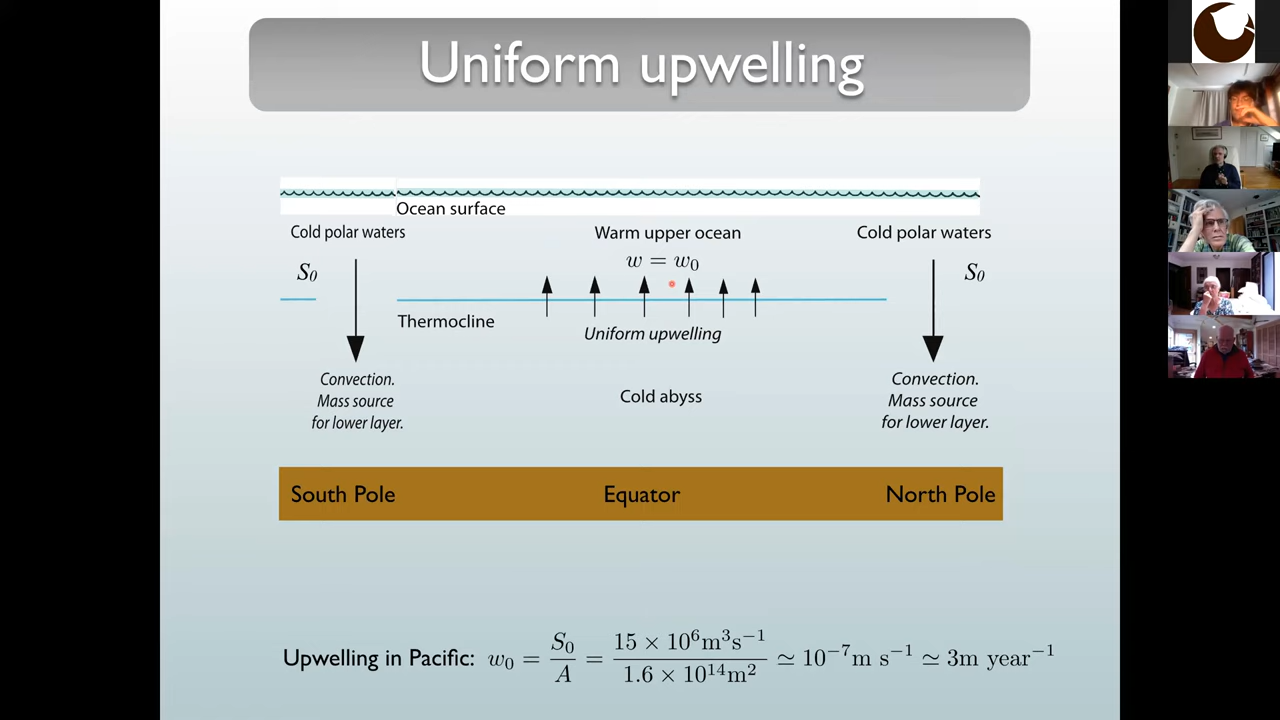 Uniform upwelling
Ocean surface
Cold polar waters
Warm upper ocean
Cold polar waters
S₀
w = w₀
S₀
Thermocline
Uniform upwelling
Convection.
Mass source
for lower layer.
Cold abyss
Convection.
Mass source
for lower layer.
South Pole
Equator
North Pole
Upwelling in Pacific: w₀ = S₀/A = 15 × 10⁶m³s⁻¹/1.6 × 10¹⁴m² ≃ 10⁻⁷m s⁻¹ ≃ 3m year⁻¹